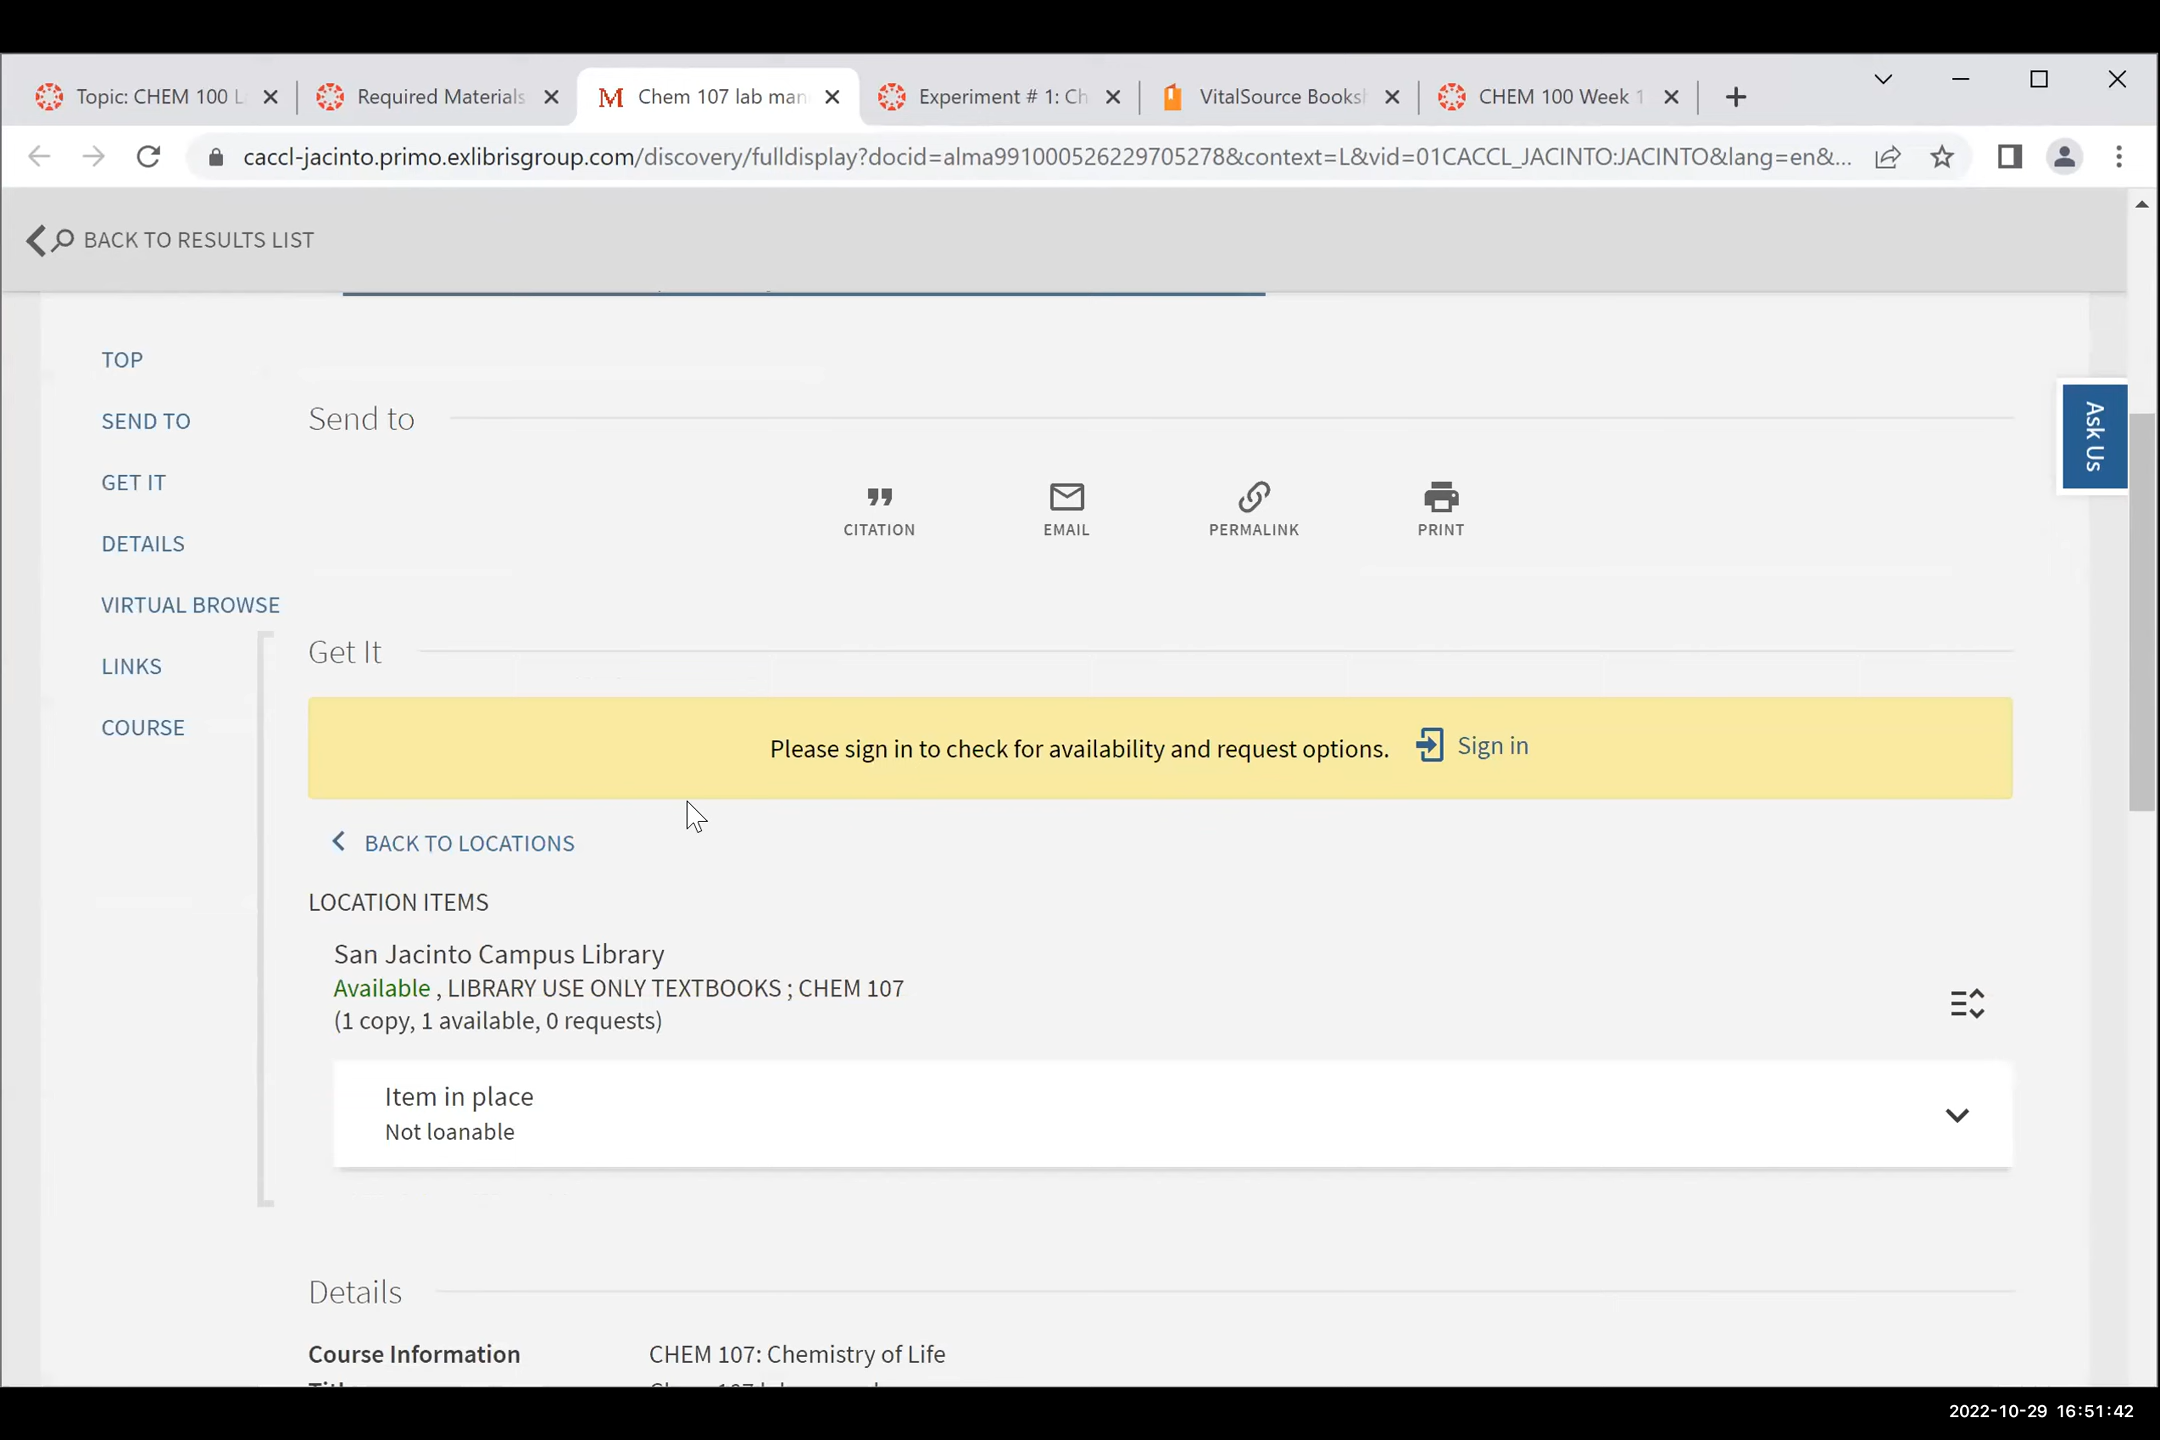 Topic: CHEM 100 L
Required Materials
Chem 107 lab man
Experiment # 1: Ch
VitalSource Books
CHEM 100 Week 1
caccl-jacinto.primo.exlibrisgroup.com/discovery/fulldisplay?docid=alma991000526229705278&context=L&vid=01CACCL_JACINTO:JACINTO&lang=en&...
BACK TO RESULTS LIST
TOP
SEND TO
GET IT
DETAILS
VIRTUAL BROWSE
LINKS
COURSE
Send to
CITATION
EMAIL
PERMALINK
PRINT
Ask Us
Get It
Please sign in to check for availability and request options. Sign in
BACK TO LOCATIONS
LOCATION ITEMS
San Jacinto Campus Library
Available , LIBRARY USE ONLY TEXTBOOKS ; CHEM 107
(1 copy, 1 available, 0 requests)
Item in place
Not loanable
Details
Course Information CHEM 107: Chemistry of Life
2022-10-29 16:51:42